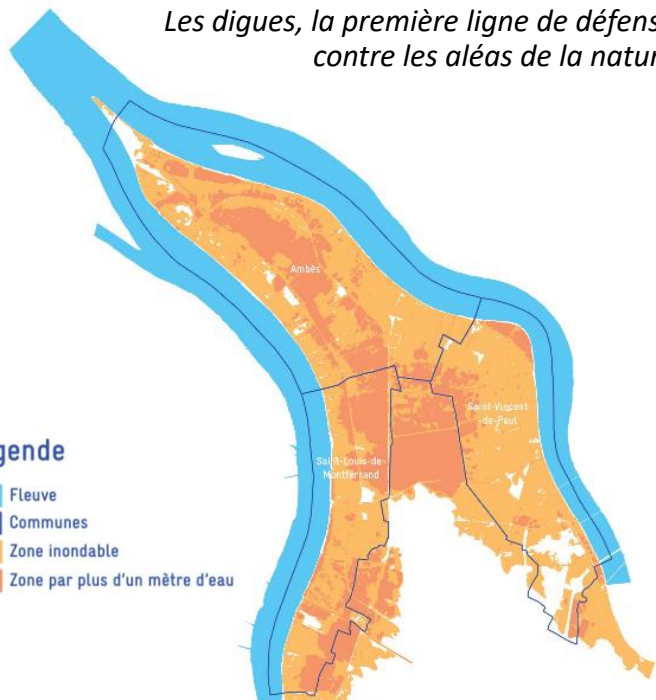 Les digues, la première ligne de défens
contre les aléas de la natur
Ambès
Saint-Vincent
-de-Paul
Saint-Louis-de-
Montferrand
gende
Fleuve
Communes
Zone inondable
Zone par plus d'un mètre d'eau